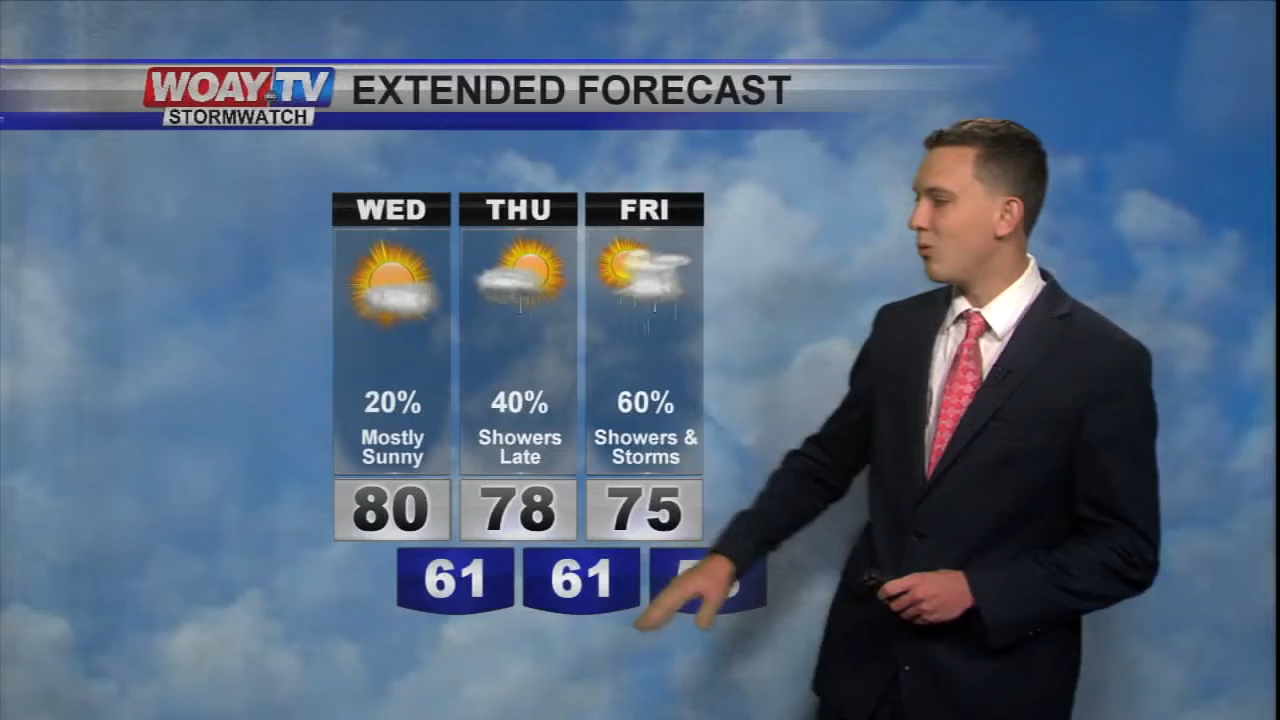 WOAY TV EXTENDED FORECAST
STORMWATCH
WED THU FRI
20% 40% 60%
Mostly Showers Showers &
Sunny Late Storms
80 78 75
61 61